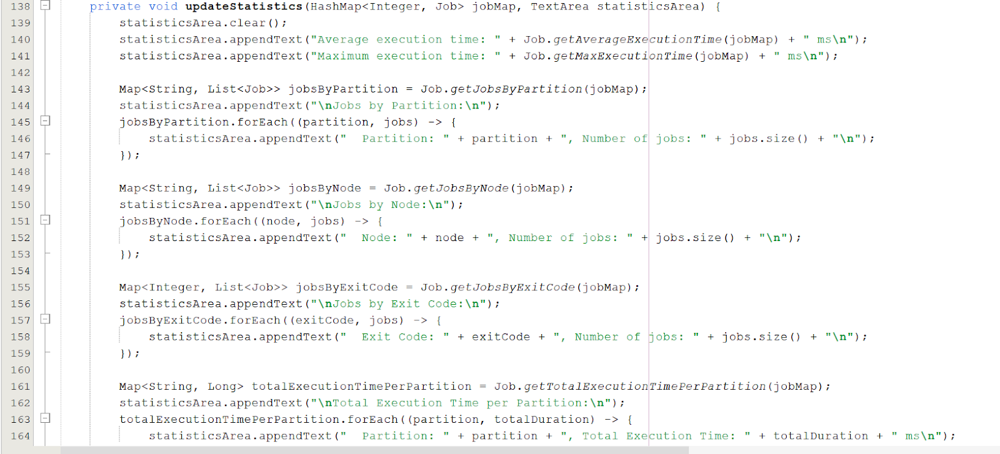 138 private void updateStatistics(HashMap<Integer, Job> jobMap, TextArea statisticsArea) {
139 statisticsArea.clear();
140 statisticsArea.appendText("Average execution time: " + Job.getAverageExecutionTime(jobMap) + " ms\n");
141 statisticsArea.appendText("Maximum execution time: " + Job.getMaxExecutionTime(jobMap) + " ms\n");
142
143 Map<String, List<Job>> jobsByPartition = Job.getJobsByPartition(jobMap);
144 statisticsArea.appendText("\nJobs by Partition:\n");
145 jobsByPartition.forEach((partition, jobs) -> {
146 statisticsArea.appendText("  Partition: " + partition + ", Number of jobs: " + jobs.size() + "\n");
147 });
148
149 Map<String, List<Job>> jobsByNode = Job.getJobsByNode(jobMap);
150 statisticsArea.appendText("\nJobs by Node:\n");
151 jobsByNode.forEach((node, jobs) -> {
152 statisticsArea.appendText("  Node: " + node + ", Number of jobs: " + jobs.size() + "\n");
153 });
154
155 Map<Integer, List<Job>> jobsByExitCode = Job.getJobsByExitCode(jobMap);
156 statisticsArea.appendText("\nJobs by Exit Code:\n");
157 jobsByExitCode.forEach((exitCode, jobs) -> {
158 statisticsArea.appendText("  Exit Code: " + exitCode + ", Number of jobs: " + jobs.size() + "\n");
159 });
160
161 Map<String, Long> totalExecutionTimePerPartition = Job.getTotalExecutionTimePerPartition(jobMap);
162 statisticsArea.appendText("\nTotal Execution Time per Partition:\n");
163 totalExecutionTimePerPartition.forEach((partition, totalDuration) -> {
164 statisticsArea.appendText("  Partition: " + partition + ", Total Execution Time: " + totalDuration + " ms\n");